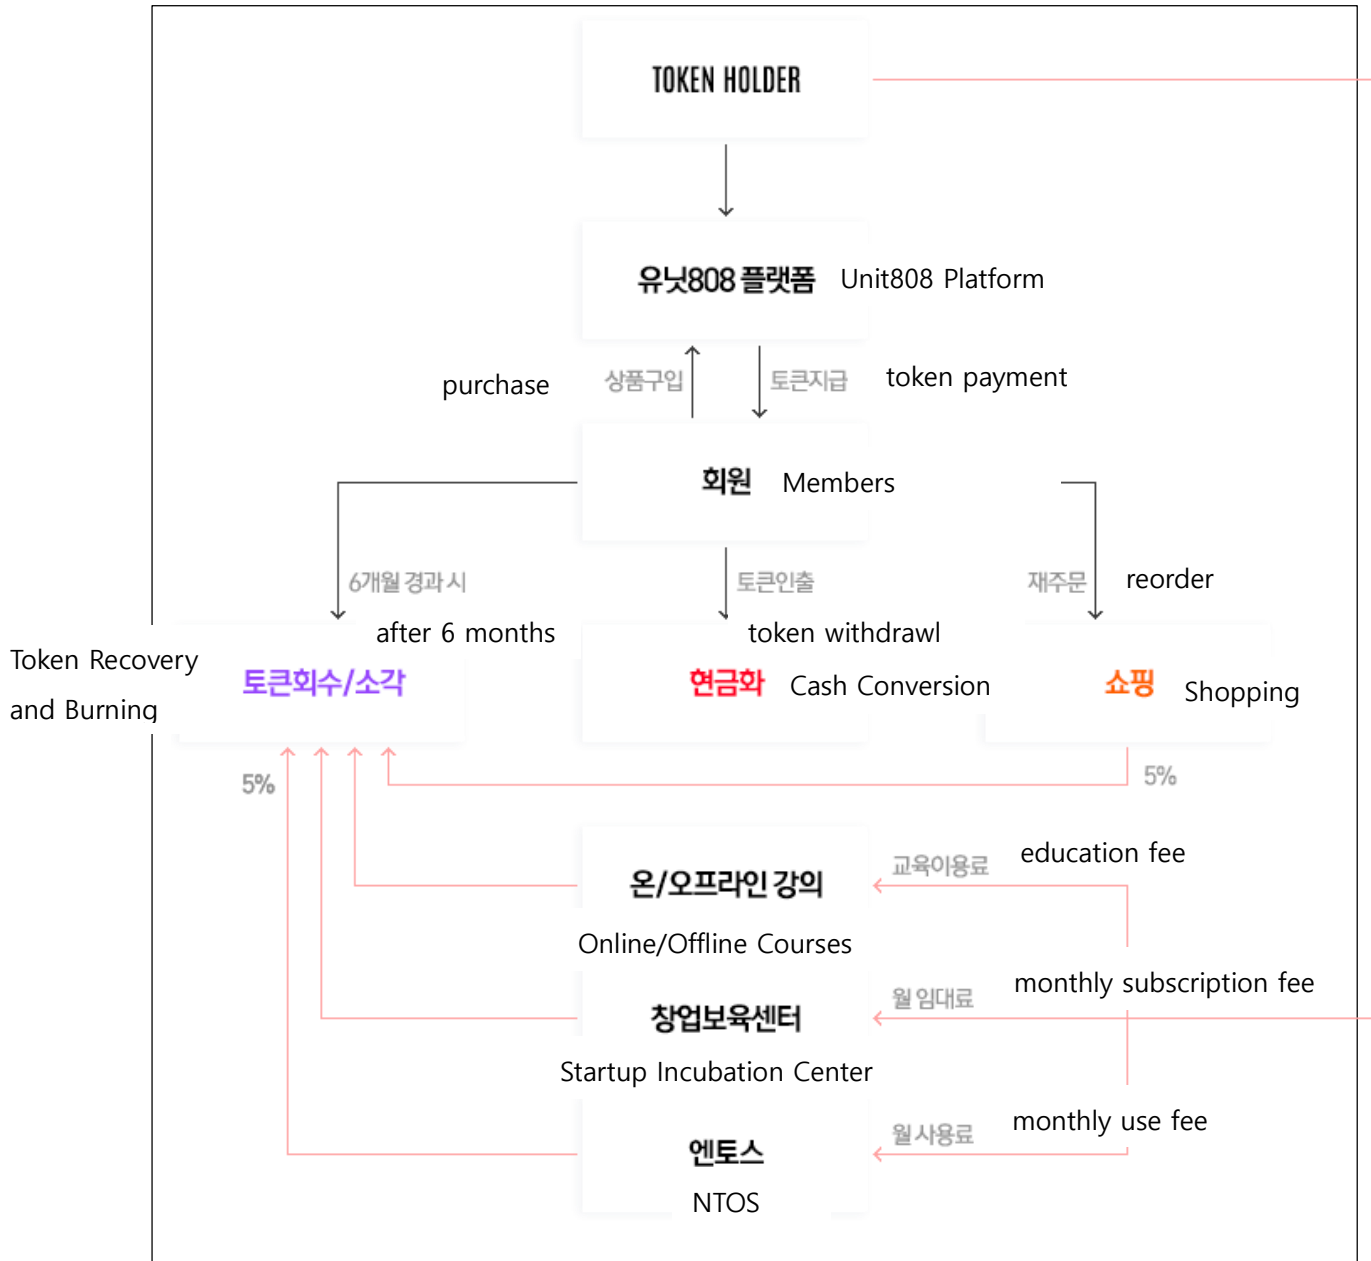 TOKEN HOLDER
유닛808 플랫폼 Unit808 Platform
purchase 상품구입 토큰지급 token payment
회원 Members
6개월 경과 시 토큰인출 재주문 reorder
after 6 months token withdrawl
Token Recovery
and Burning
토큰회수/소각 현금화 Cash Conversion 쇼핑 Shopping
5% 5%
온/오프라인 강의 교육이용료 education fee
Online/Offline Courses
창업보육센터 월 임대료 monthly subscription fee
Startup Incubation Center
엔토스 월 사용료 monthly use fee
NTOS